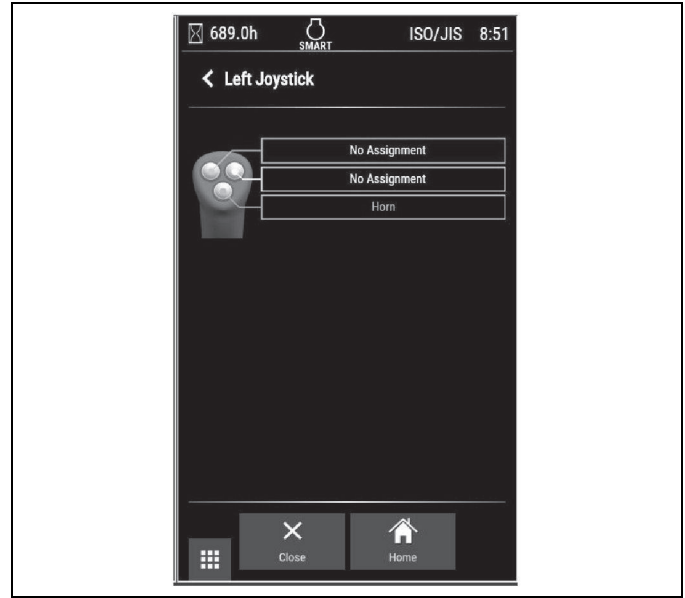 689.0h SMART ISO/JIS 8:51
Left Joystick
No Assignment
No Assignment
Horn
Close Home